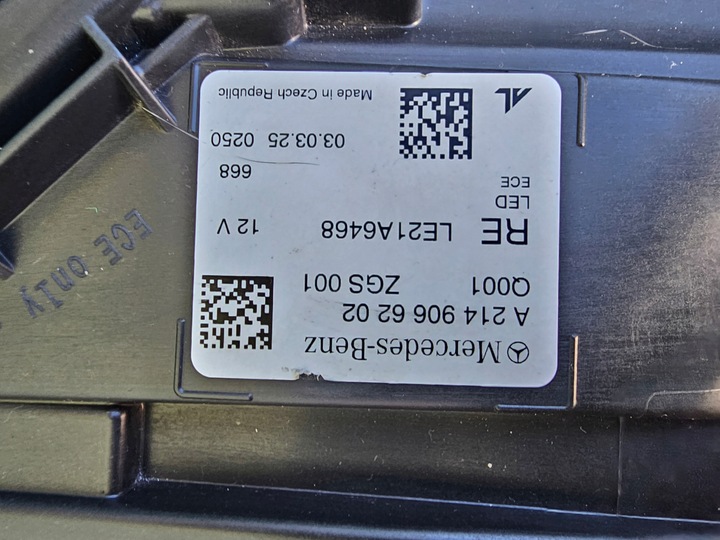 Mercedes-Benz
A 214 906 62 02
Q001 ZGS 001
RE LE21A6468 12 V
LED
ECE
668
03.03.25 0250
AL
Made in Czech Republic
ECE only